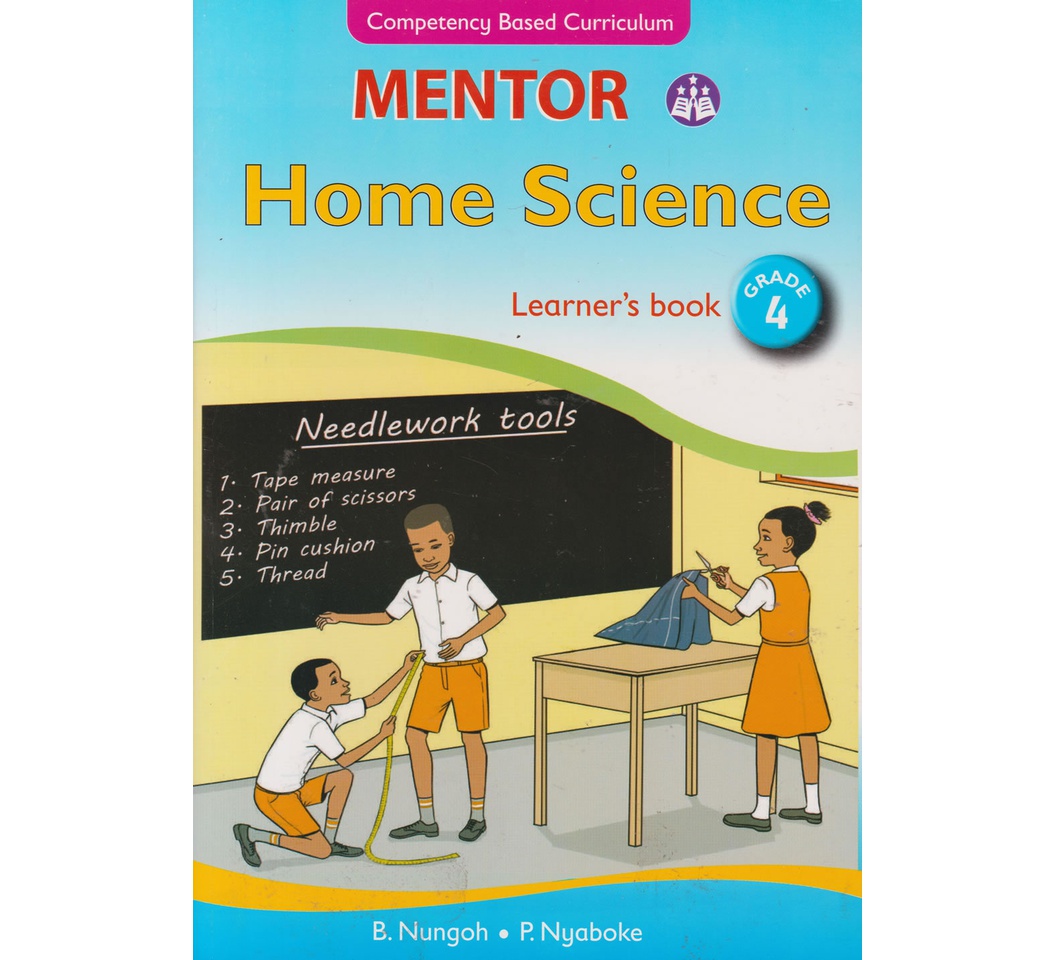 Competency Based Curriculum
MENTOR
Home Science
Learner's book
GRADE
4
Needlework tools
1. Tape measure
2. Pair of scissors
3. Thimble
4. Pin cushion
5. Thread
B. Nungoh • P. Nyaboke